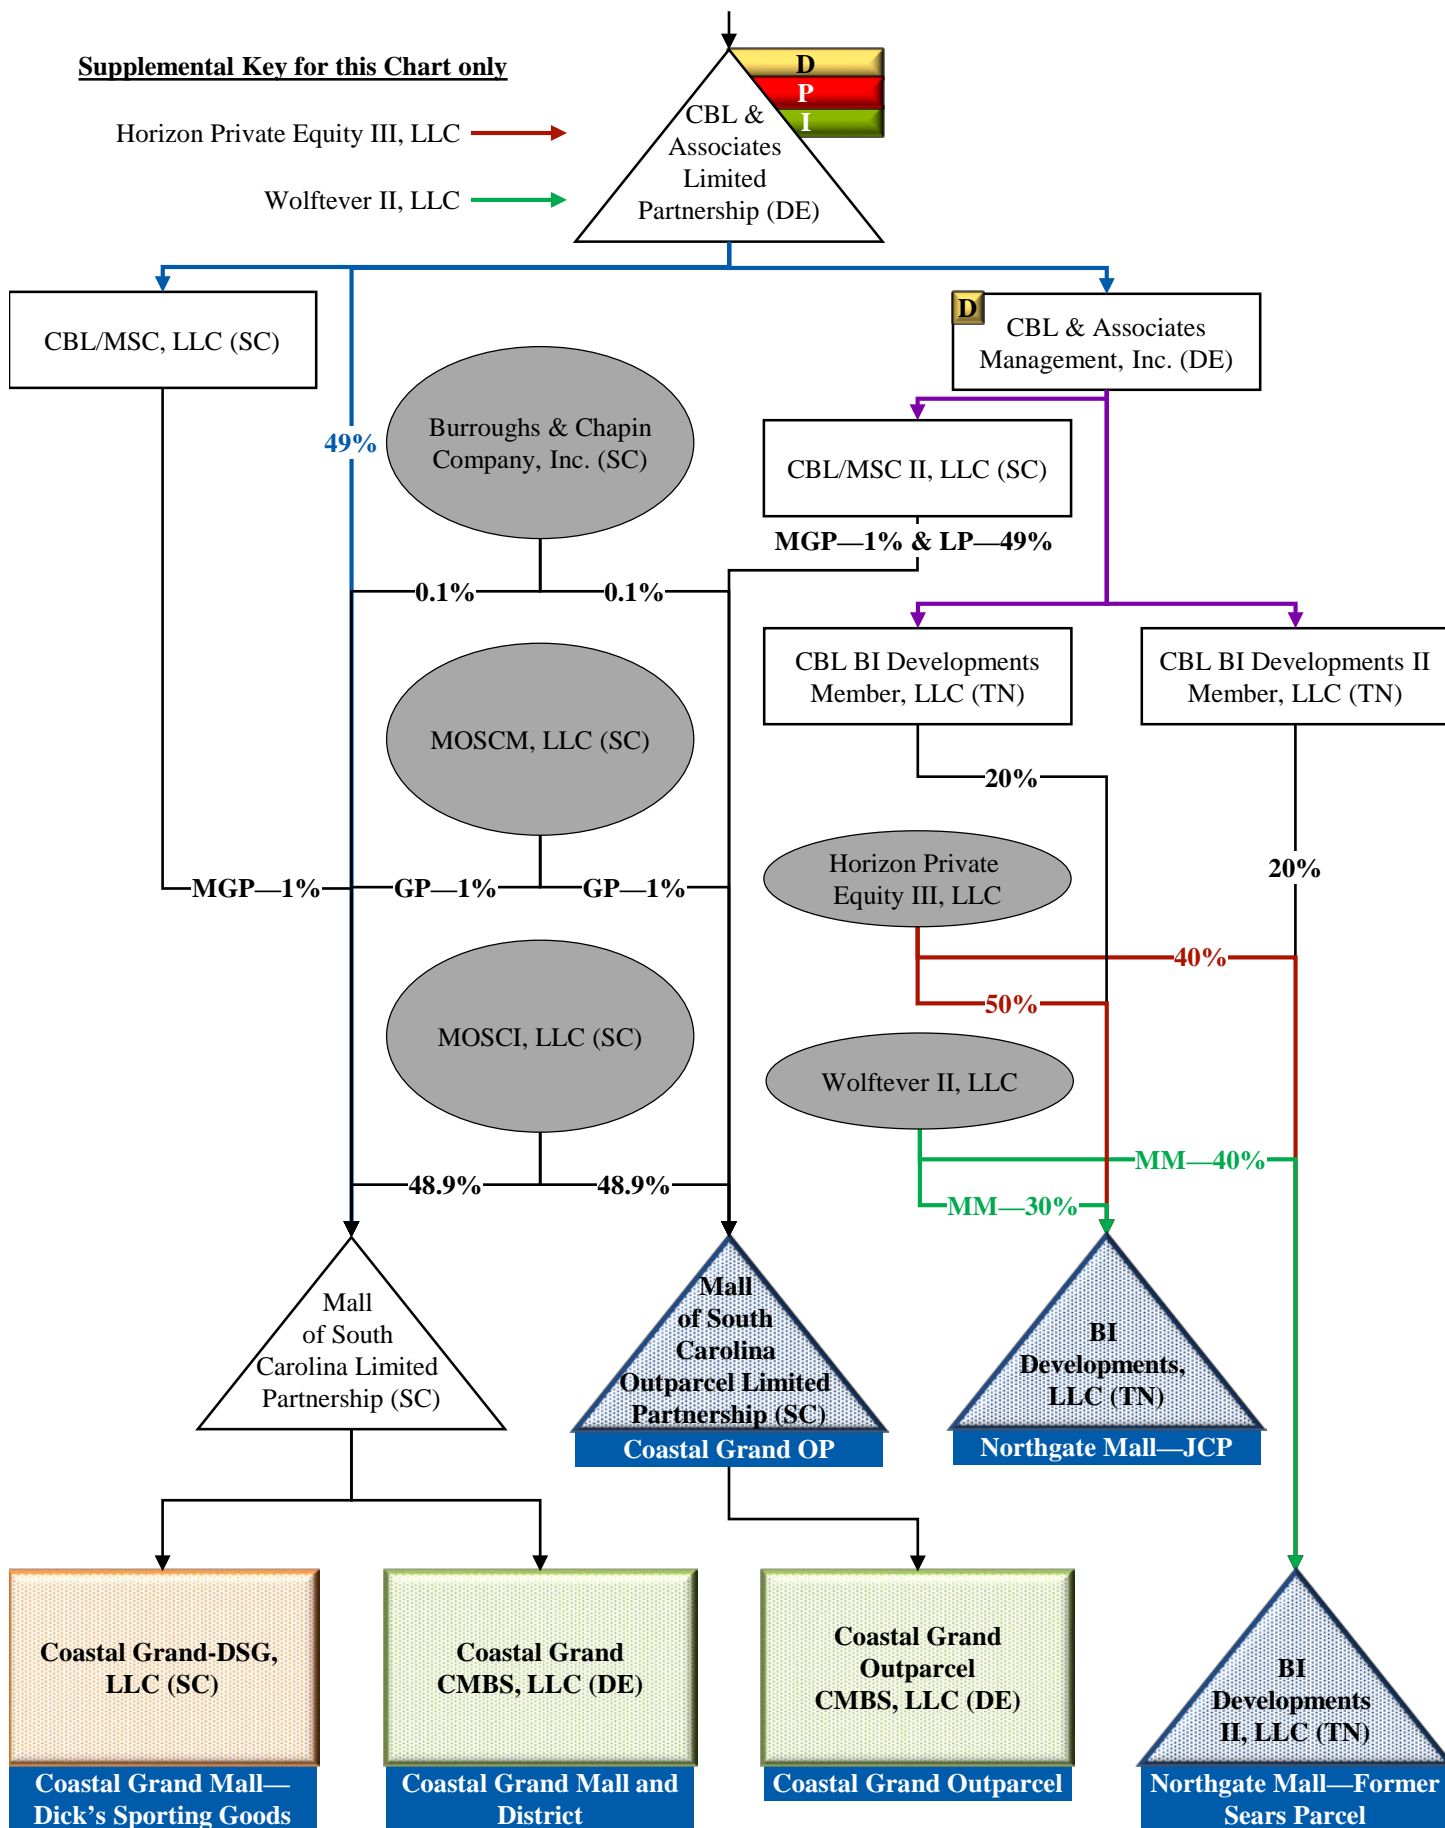 Supplemental Key for this Chart only
Horizon Private Equity III, LLC
Wolftever II, LLC
D
P
I
CBL &
Associates
Limited
Partnership (DE)
CBL/MSC, LLC (SC)
D
CBL & Associates
Management, Inc. (DE)
49%
Burroughs & Chapin
Company, Inc. (SC)
CBL/MSC II, LLC (SC)
MGP—1% & LP—49%
0.1%
0.1%
CBL BI Developments
Member, LLC (TN)
CBL BI Developments II
Member, LLC (TN)
MOSCM, LLC (SC)
20%
20%
Horizon Private
Equity III, LLC
MGP—1%
GP—1%
GP—1%
40%
50%
MOSCI, LLC (SC)
Wolftever II, LLC
MM—40%
48.9%
48.9%
MM—30%
Mall
of South
Carolina Limited
Partnership (SC)
Mall
of South
Carolina
Outparcel Limited
Partnership (SC)
Coastal Grand OP
BI
Developments,
LLC (TN)
Northgate Mall—JCP
Coastal Grand-DSG,
LLC (SC)
Coastal Grand Mall—
Dick's Sporting Goods
Coastal Grand
CMBS, LLC (DE)
Coastal Grand Mall and
District
Coastal Grand
Outparcel
CMBS, LLC (DE)
Coastal Grand Outparcel
BI
Developments
II, LLC (TN)
Northgate Mall—Former
Sears Parcel